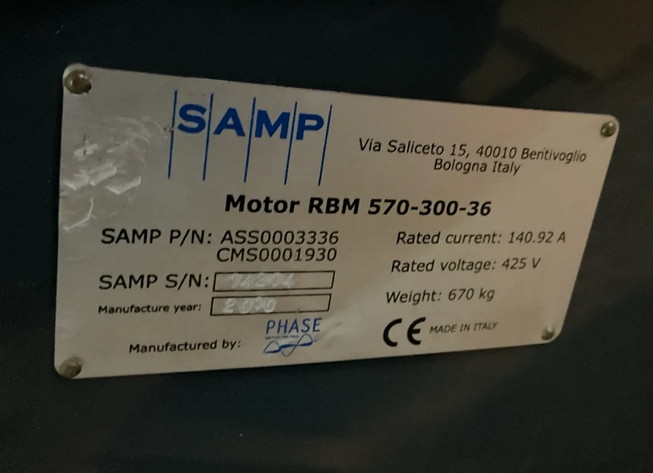 SAMP
Via Saliceto 15, 40010 Bentivoglio
Bologna Italy
Motor RBM 570-300-36
SAMP P/N: ASS0003336
CMS0001930
SAMP S/N:
Manufacture year:
Manufactured by: PHASE
Rated current: 140.92 A
Rated voltage: 425 V
Weight: 670 kg
CE MADE IN ITALY